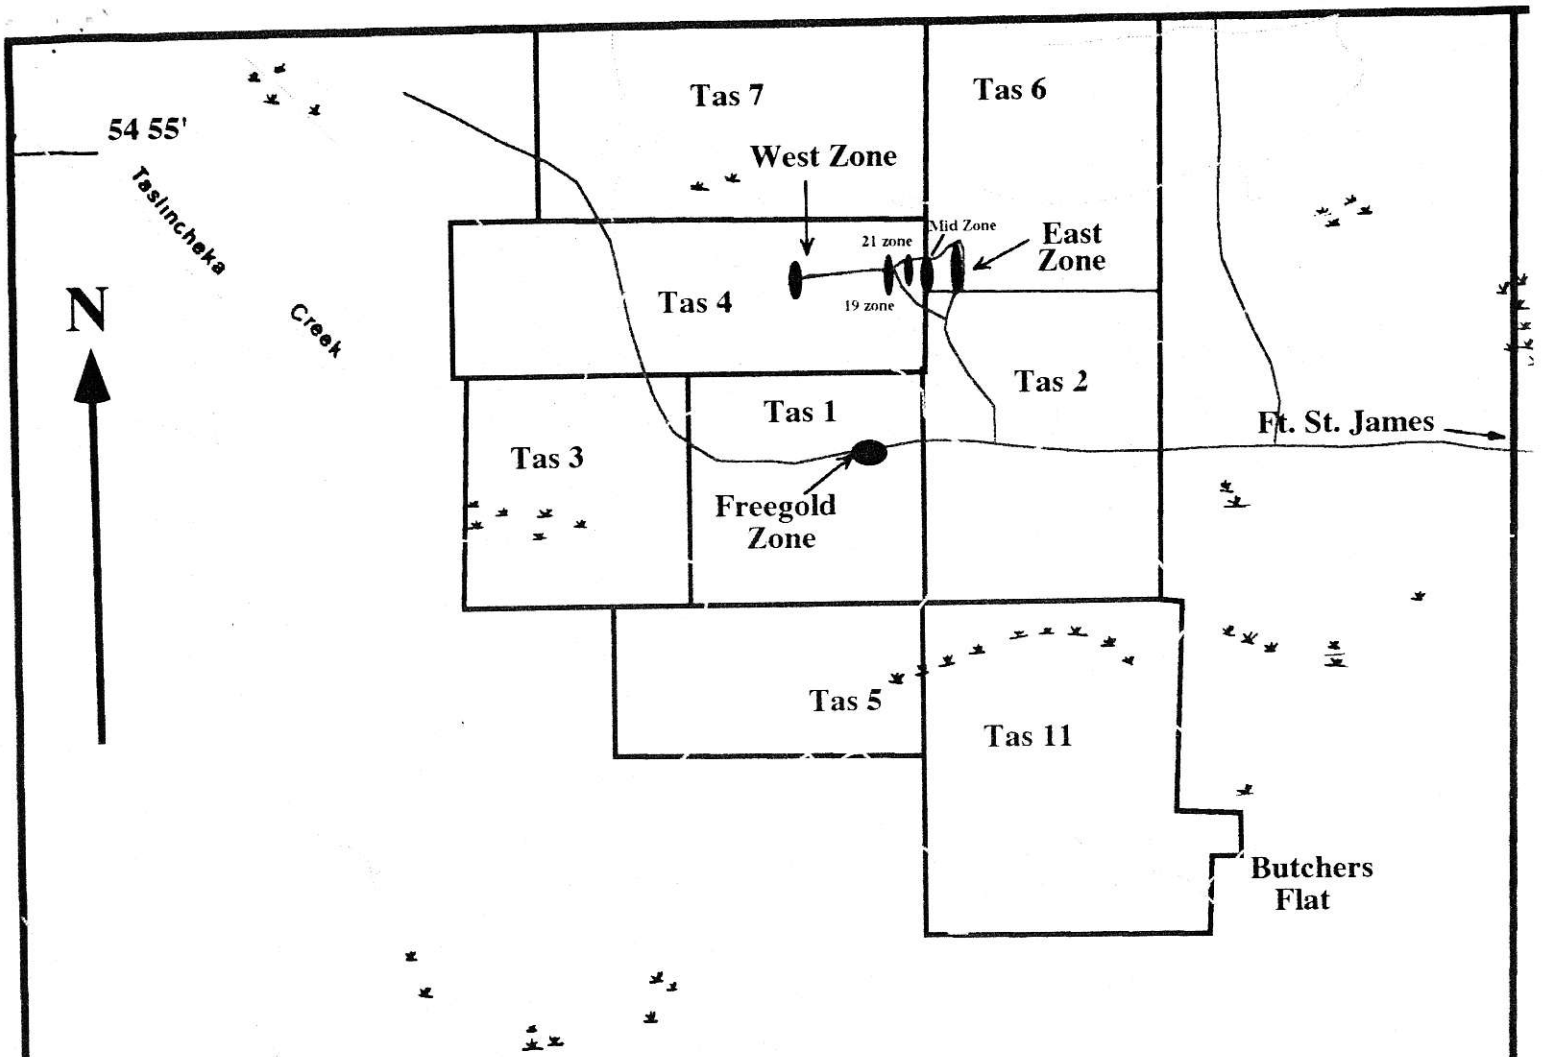 Tas 7
Tas 6
54 55'
West Zone
Taslincheka
Creek
Mid Zone
21 zone
East
Zone
N
Tas 4
19 zone
Tas 2
Tas 1
Ft. St. James
Tas 3
Freegold
Zone
Tas 5
Tas 11
Butchers
Flat